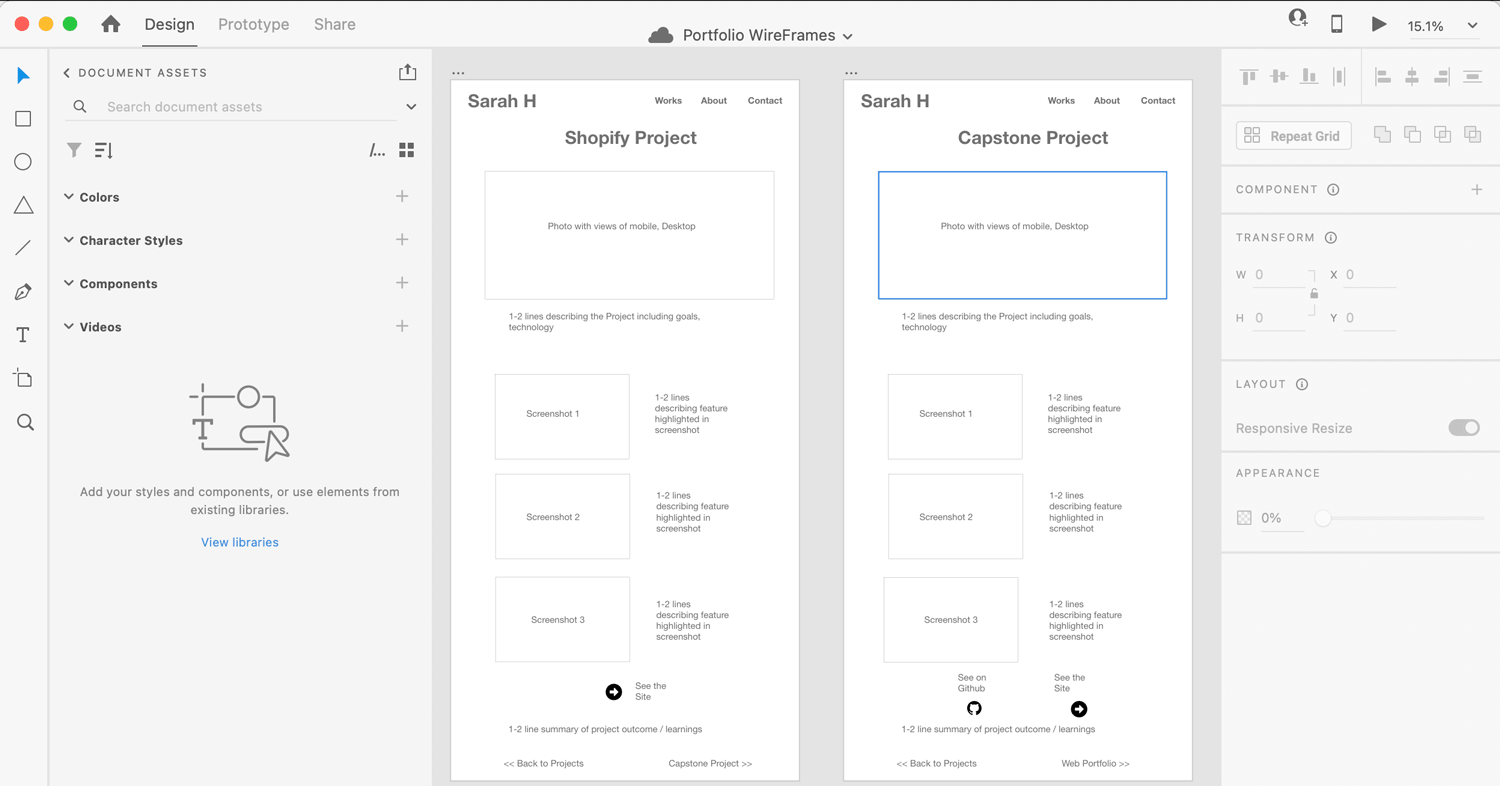 Design Prototype Share
Portfolio WireFrames
15.1%
DOCUMENT ASSETS
Search document assets
/...
Colors
Character Styles
Components
Videos
T
Add your styles and components, or use elements from
existing libraries.
View libraries
...
Sarah H
Works About Contact
Shopify Project
Photo with views of mobile, Desktop
1-2 lines describing the Project including goals,
technology
Screenshot 1
1-2 lines
describing feature
highlighted in
screenshot
Screenshot 2
1-2 lines
describing feature
highlighted in
screenshot
Screenshot 3
1-2 lines
describing feature
highlighted in
screenshot
See the
Site
1-2 line summary of project outcome / learnings
<< Back to Projects Capstone Project >>
...
Sarah H
Works About Contact
Capstone Project
Photo with views of mobile, Desktop
1-2 lines describing the Project including goals,
technology
Screenshot 1
1-2 lines
describing feature
highlighted in
screenshot
Screenshot 2
1-2 lines
describing feature
highlighted in
screenshot
Screenshot 3
1-2 lines
describing feature
highlighted in
screenshot
See on
Github
See the
Site
1-2 line summary of project outcome / learnings
<< Back to Projects Web Portfolio >>
Repeat Grid
COMPONENT
TRANSFORM
W 0 X 0
H 0 Y 0
LAYOUT
Responsive Resize
APPEARANCE
0%